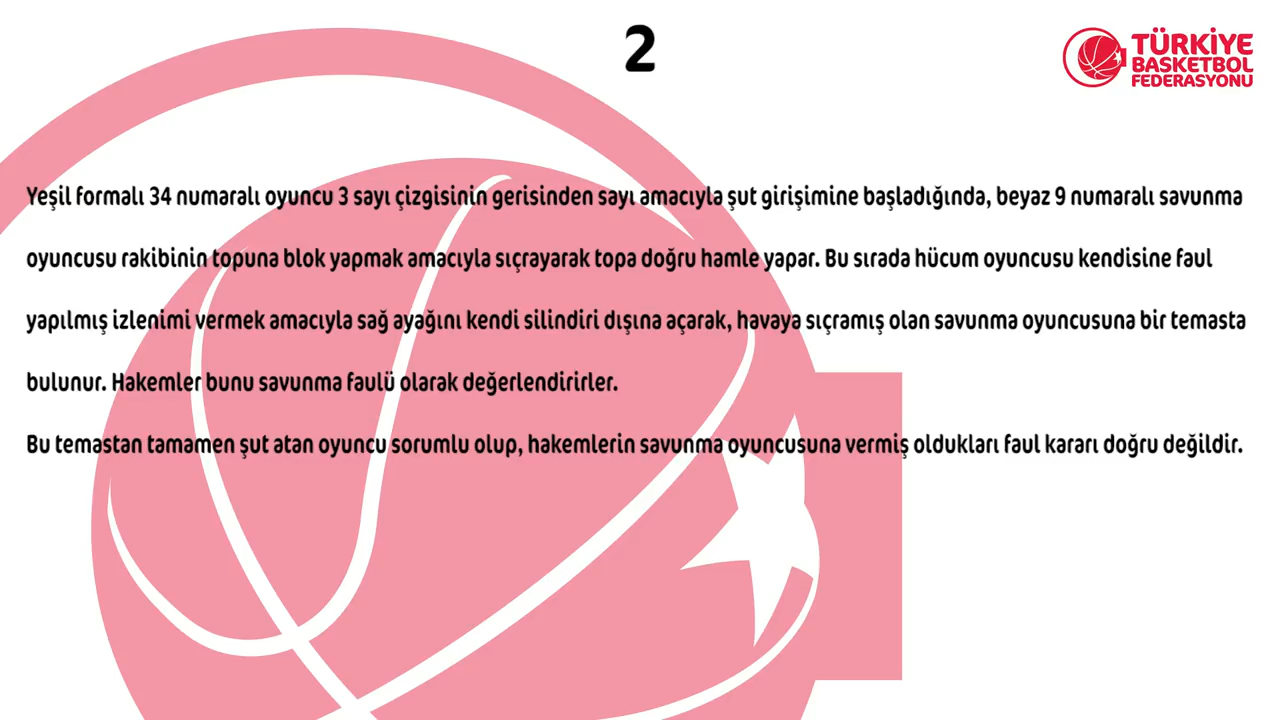 2
TÜRKİYE
BASKETBOL
FEDERASYONU
Yeşil formalı 34 numaralı oyuncu 3 sayı çizgisinin gerisinden sayı amacıyla şut girişimine başladığında, beyaz 9 numaralı savunma
oyuncusu rakibinin topuna blok yapmak amacıyla sıçrayarak topa doğru hamle yapar. Bu sırada hücum oyuncusu kendisine faul
yapılmış izlenimi vermek amacıyla sağ ayağını kendi silindiri dışına açarak, havaya sıçramış olan savunma oyuncusuna bir temasta
bulunur. Hakemler bunu savunma faulü olarak değerlendirirler.
Bu temastan tamamen şut atan oyuncu sorumlu olup, hakemlerin savunma oyuncusuna vermiş oldukları faul kararı doğru değildir.